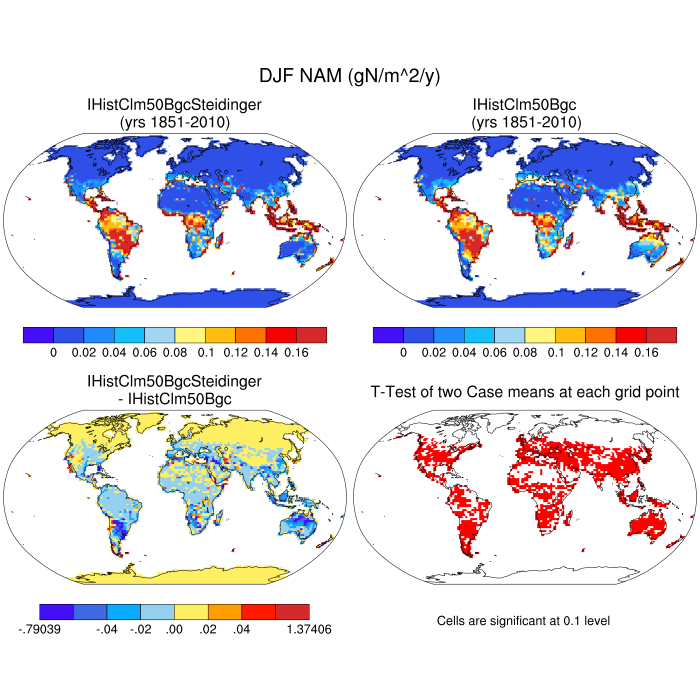 DJF NAM (gN/m^2/y)
IHistClm50BgcSteidinger
(yrs 1851-2010)
IHistClm50Bgc
(yrs 1851-2010)
0 0.02 0.04 0.06 0.08 0.1 0.12 0.14 0.16
0 0.02 0.04 0.06 0.08 0.1 0.12 0.14 0.16
IHistClm50BgcSteidinger
- IHistClm50Bgc
T-Test of two Case means at each grid point
-.79039 -.04 -.02 .00 .02 .04 1.37406
Cells are significant at 0.1 level